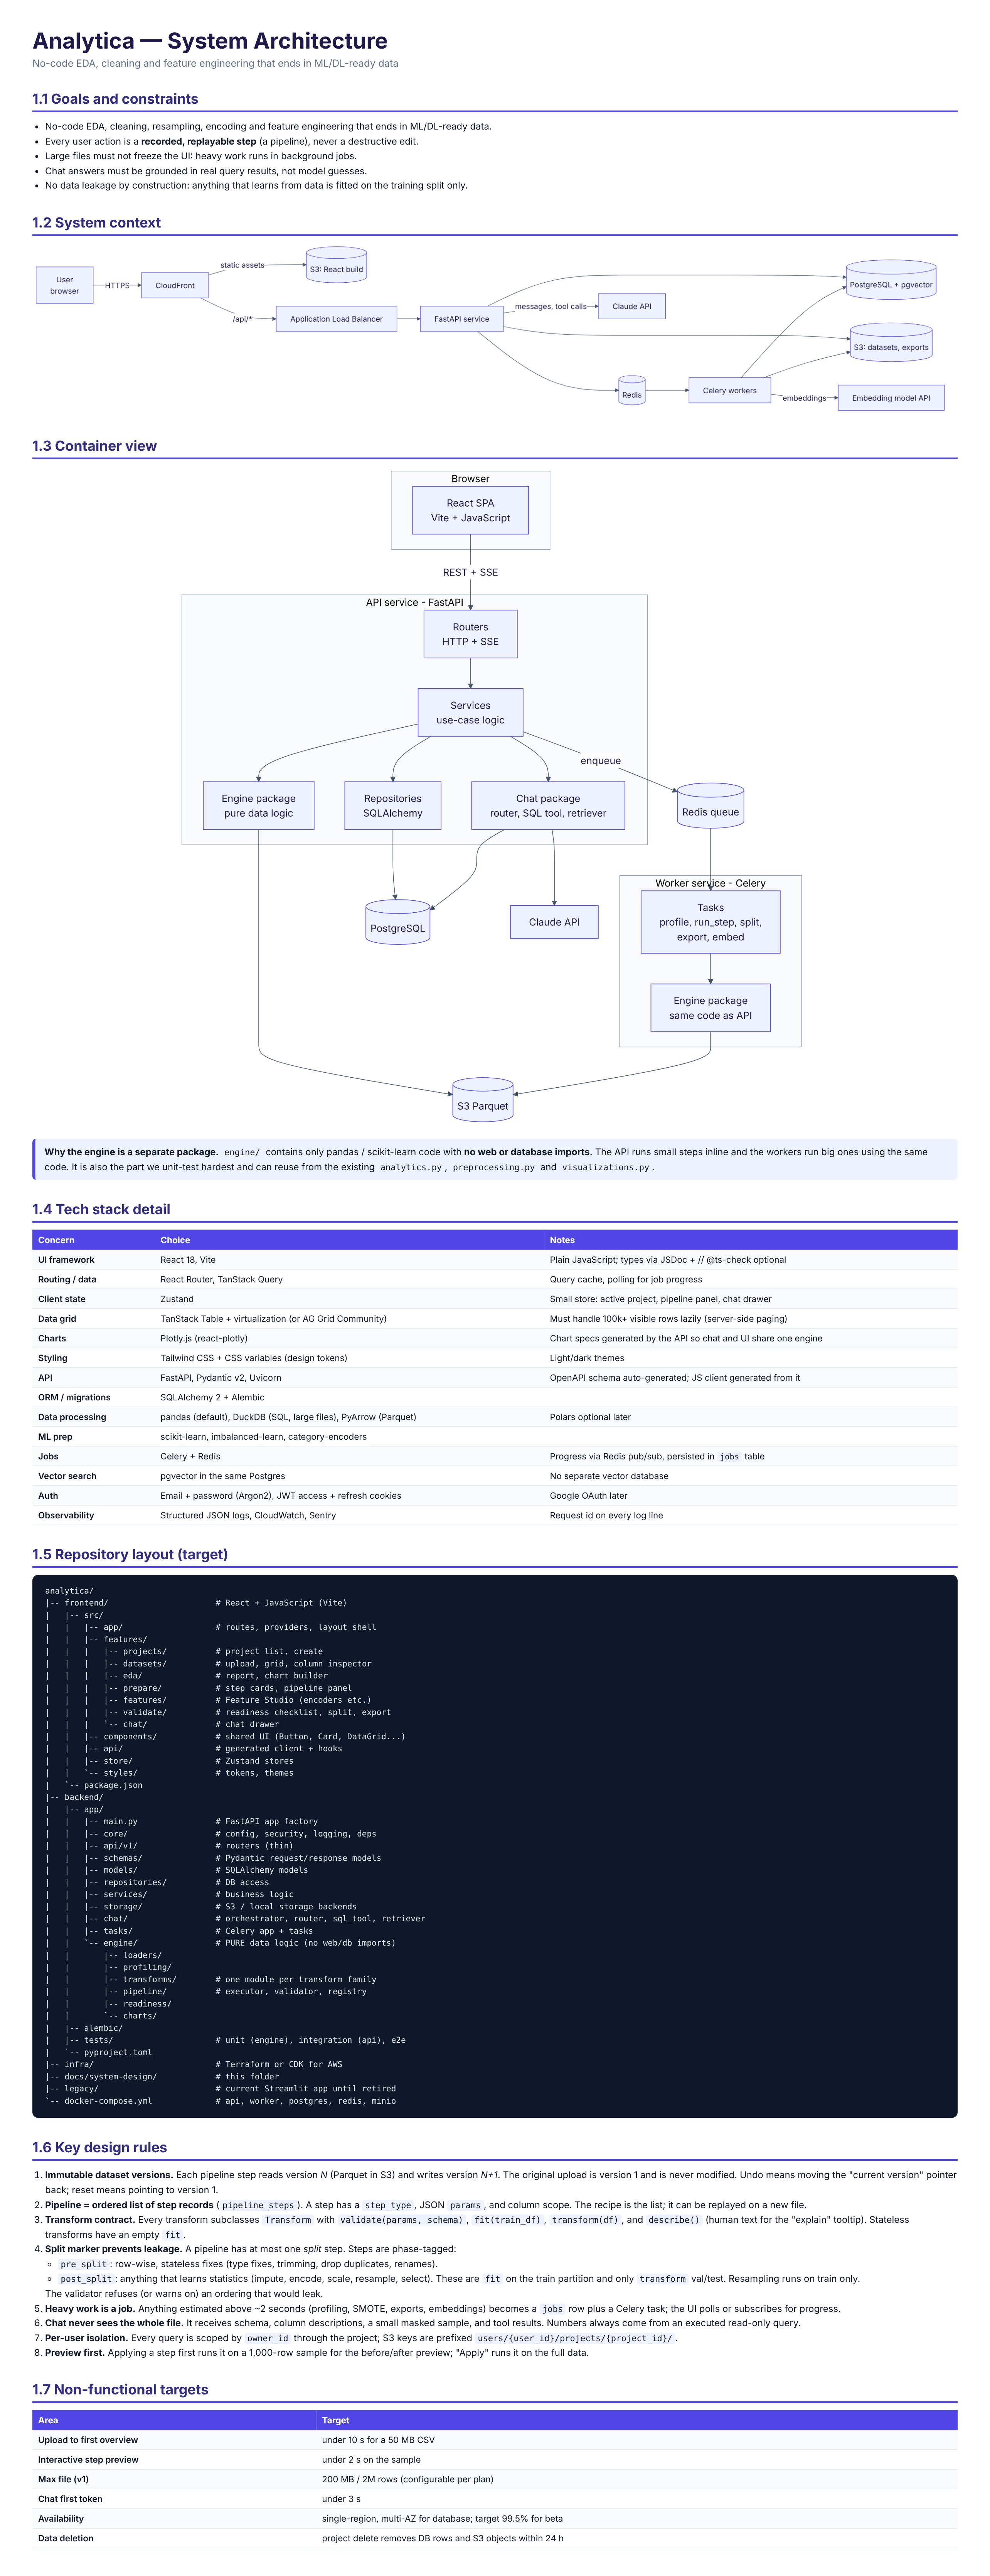 Analytica — System Architecture
No-code EDA, cleaning and feature engineering that ends in ML/DL-ready data
1.1 Goals and constraints
• No-code EDA, cleaning, resampling, encoding and feature engineering that ends in ML/DL-ready data.
• Every user action is a recorded, replayable step (a pipeline), never a destructive edit.
• Large files must not freeze the UI: heavy work runs in background jobs.
• Chat answers must be grounded in real query results, not model guesses.
• No data leakage by construction: anything that learns from data is fitted on the training split only.
1.2 System context
User
browser
HTTPS
CloudFront
static assets
S3: React build
/api/*
Application Load Balancer
FastAPI service
messages, tool calls
Claude API
PostgreSQL + pgvector
S3: datasets, exports
Redis
Celery workers
embeddings
Embedding model API
1.3 Container view
Browser
React SPA
Vite + JavaScript
REST + SSE
API service - FastAPI
Routers
HTTP + SSE
Services
use-case logic
enqueue
Engine package
pure data logic
Repositories
SQLAlchemy
Chat package
router, SQL tool, retriever
Redis queue
PostgreSQL
Claude API
Worker service - Celery
Tasks
profile, run_step, split,
export, embed
Engine package
same code as API
S3 Parquet
Why the engine is a separate package. engine/ contains only pandas / scikit-learn code with no web or database imports. The API runs small steps inline and the workers run big ones using the same
code. It is also the part we unit-test hardest and can reuse from the existing analytics.py, preprocessing.py and visualizations.py.
1.4 Tech stack detail
Concern Choice Notes
UI framework React 18, Vite Plain JavaScript; types via JSDoc + // @ts-check optional
Routing / data React Router, TanStack Query Query cache, polling for job progress
Client state Zustand Small store: active project, pipeline panel, chat drawer
Data grid TanStack Table + virtualization (or AG Grid Community) Must handle 100k+ visible rows lazily (server-side paging)
Charts Plotly.js (react-plotly) Chart specs generated by the API so chat and UI share one engine
Styling Tailwind CSS + CSS variables (design tokens) Light/dark themes
API FastAPI, Pydantic v2, Uvicorn OpenAPI schema auto-generated; JS client generated from it
ORM / migrations SQLAlchemy 2 + Alembic
Data processing pandas (default), DuckDB (SQL, large files), PyArrow (Parquet) Polars optional later
ML prep scikit-learn, imbalanced-learn, category-encoders
Jobs Celery + Redis Progress via Redis pub/sub, persisted in jobs table
Vector search pgvector in the same Postgres No separate vector database
Auth Email + password (Argon2), JWT access + refresh cookies Google OAuth later
Observability Structured JSON logs, CloudWatch, Sentry Request id on every log line
1.5 Repository layout (target)
analytica/
|-- frontend/ # React + JavaScript (Vite)
| |-- src/
| | |-- app/ # routes, providers, layout shell
| | |-- features/
| | | |-- projects/ # project list, create
| | | |-- datasets/ # upload, grid, column inspector
| | | |-- eda/ # report, chart builder
| | | |-- prepare/ # step cards, pipeline panel
| | | |-- features/ # Feature Studio (encoders etc.)
| | | |-- validate/ # readiness checklist, split, export
| | | `-- chat/ # chat drawer
| | |-- components/ # shared UI (Button, Card, DataGrid...)
| | |-- api/ # generated client + hooks
| | |-- store/ # Zustand stores
| | `-- styles/ # tokens, themes
| `-- package.json
|-- backend/
| |-- app/
| | |-- main.py # FastAPI app factory
| | |-- core/ # config, security, logging, deps
| | |-- api/v1/ # routers (thin)
| | |-- schemas/ # Pydantic request/response models
| | |-- models/ # SQLAlchemy models
| | |-- repositories/ # DB access
| | |-- services/ # business logic
| | |-- storage/ # S3 / local storage backends
| | |-- chat/ # orchestrator, router, sql_tool, retriever
| | |-- tasks/ # Celery app + tasks
| | `-- engine/ # PURE data logic (no web/db imports)
| | |-- loaders/
| | |-- profiling/
| | |-- transforms/ # one module per transform family
| | |-- pipeline/ # executor, validator, registry
| | |-- readiness/
| | `-- charts/
| |-- alembic/
| |-- tests/ # unit (engine), integration (api), e2e
| `-- pyproject.toml
|-- infra/ # Terraform or CDK for AWS
|-- docs/system-design/ # this folder
|-- legacy/ # current Streamlit app until retired
`-- docker-compose.yml # api, worker, postgres, redis, minio
1.6 Key design rules
1. Immutable dataset versions. Each pipeline step reads version N (Parquet in S3) and writes version N+1. The original upload is version 1 and is never modified. Undo means moving the "current version" pointer
back; reset means pointing to version 1.
2. Pipeline = ordered list of step records ( pipeline_steps ). A step has a step_type , JSON params , and column scope. The recipe is the list; it can be replayed on a new file.
3. Transform contract. Every transform subclasses Transform with validate(params, schema) , fit(train_df) , transform(df) , and describe() (human text for the "explain" tooltip). Stateless
transforms have an empty fit .
4. Split marker prevents leakage. A pipeline has at most one split step. Steps are phase-tagged:
◦ pre_split : row-wise, stateless fixes (type fixes, trimming, drop duplicates, renames).
◦ post_split : anything that learns statistics (impute, encode, scale, resample, select). These are fit on the train partition and only transform val/test. Resampling runs on train only.
The validator refuses (or warns on) an ordering that would leak.
5. Heavy work is a job. Anything estimated above ~2 seconds (profiling, SMOTE, exports, embeddings) becomes a jobs row plus a Celery task; the UI polls or subscribes for progress.
6. Chat never sees the whole file. It receives schema, column descriptions, a small masked sample, and tool results. Numbers always come from an executed read-only query.
7. Per-user isolation. Every query is scoped by owner_id through the project; S3 keys are prefixed users/{user_id}/projects/{project_id}/ .
8. Preview first. Applying a step first runs it on a 1,000-row sample for the before/after preview; "Apply" runs it on the full data.
1.7 Non-functional targets
Area Target
Upload to first overview under 10 s for a 50 MB CSV
Interactive step preview under 2 s on the sample
Max file (v1) 200 MB / 2M rows (configurable per plan)
Chat first token under 3 s
Availability single-region, multi-AZ for database; target 99.5% for beta
Data deletion project delete removes DB rows and S3 objects within 24 h